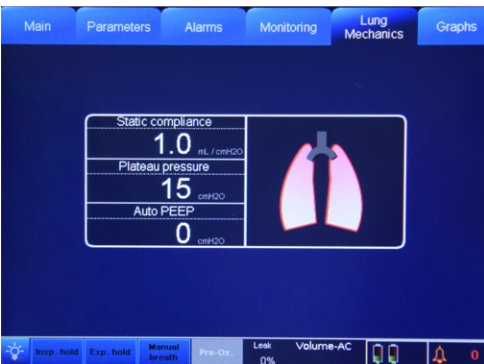 Main Parameters Alarms Monitoring Lung Mechanics Graphs
Static compliance
1.0 mL / cmH2O
Plateau pressure
15 cmH2O
Auto PEEP
0 cmH2O
Insp. hold Exp. hold Manual breath Pre-Ox. Leak 0% Volume-AC 0